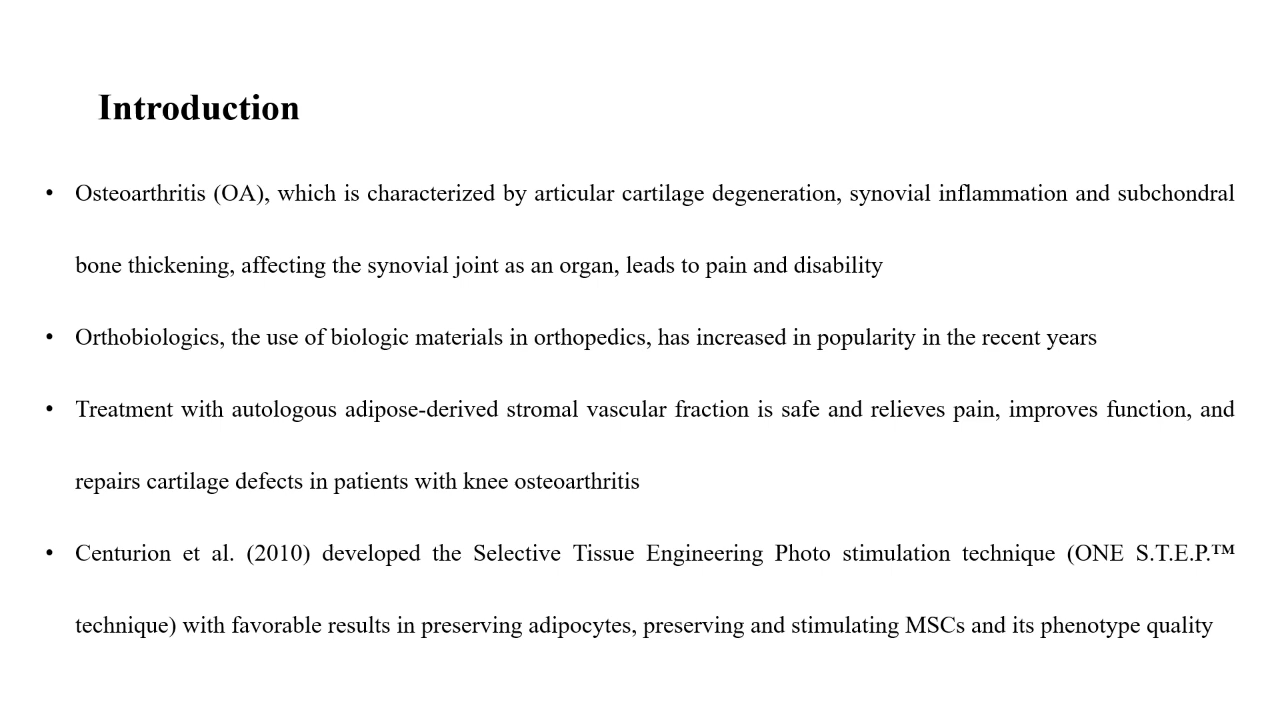 Introduction
• Osteoarthritis (OA), which is characterized by articular cartilage degeneration, synovial inflammation and subchondral
bone thickening, affecting the synovial joint as an organ, leads to pain and disability
• Orthobiologics, the use of biologic materials in orthopedics, has increased in popularity in the recent years
• Treatment with autologous adipose-derived stromal vascular fraction is safe and relieves pain, improves function, and
repairs cartilage defects in patients with knee osteoarthritis
• Centurion et al. (2010) developed the Selective Tissue Engineering Photo stimulation technique (ONE S.T.E.P.™
technique) with favorable results in preserving adipocytes, preserving and stimulating MSCs and its phenotype quality